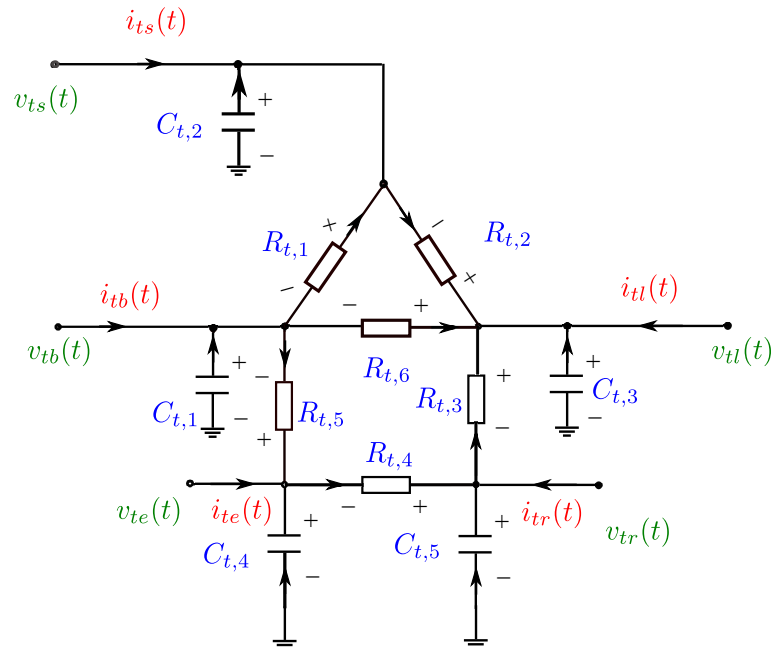 i_{ts}(t)
v_{ts}(t)
+
C_{t,2}
−
+ −
R_{t,1} R_{t,2}
− +
i_{tb}(t) − + i_{tl}(t)
v_{tb}(t) v_{tl}(t)
R_{t,6}
+ − + +
C_{t,1} R_{t,5} R_{t,3} C_{t,3}
− + − −
R_{t,4}
v_{te}(t) i_{te}(t) − + i_{tr}(t) v_{tr}(t)
+ +
C_{t,4} C_{t,5}
− −